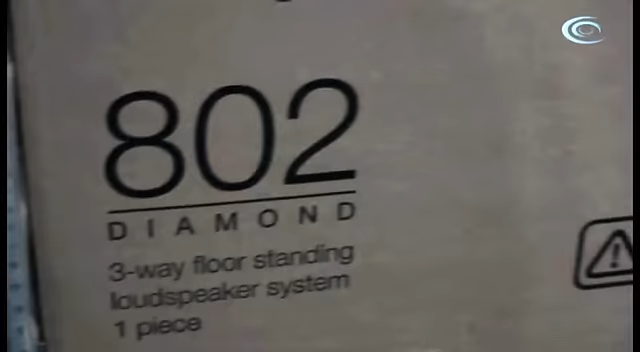 802
DIAMOND
3-way floor standing
loudspeaker system
1 piece